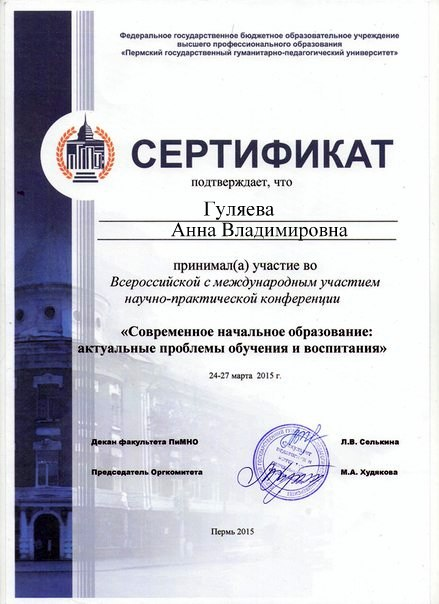 Федеральное государственное бюджетное образовательное учреждение
высшего профессионального образования
«Пермский государственный гуманитарно-педагогический университет»
СЕРТИФИКАТ
подтверждает, что
Гуляева
Анна Владимировна
принимал(а) участие во
Всероссийской с международным участием
научно-практической конференции
«Современное начальное образование:
актуальные проблемы обучения и воспитания»
24-27 марта 2015 г.
Декан факультета ПиМНО Л.В. Селькина
Председатель Оргкомитета М.А. Худякова
Пермь 2015